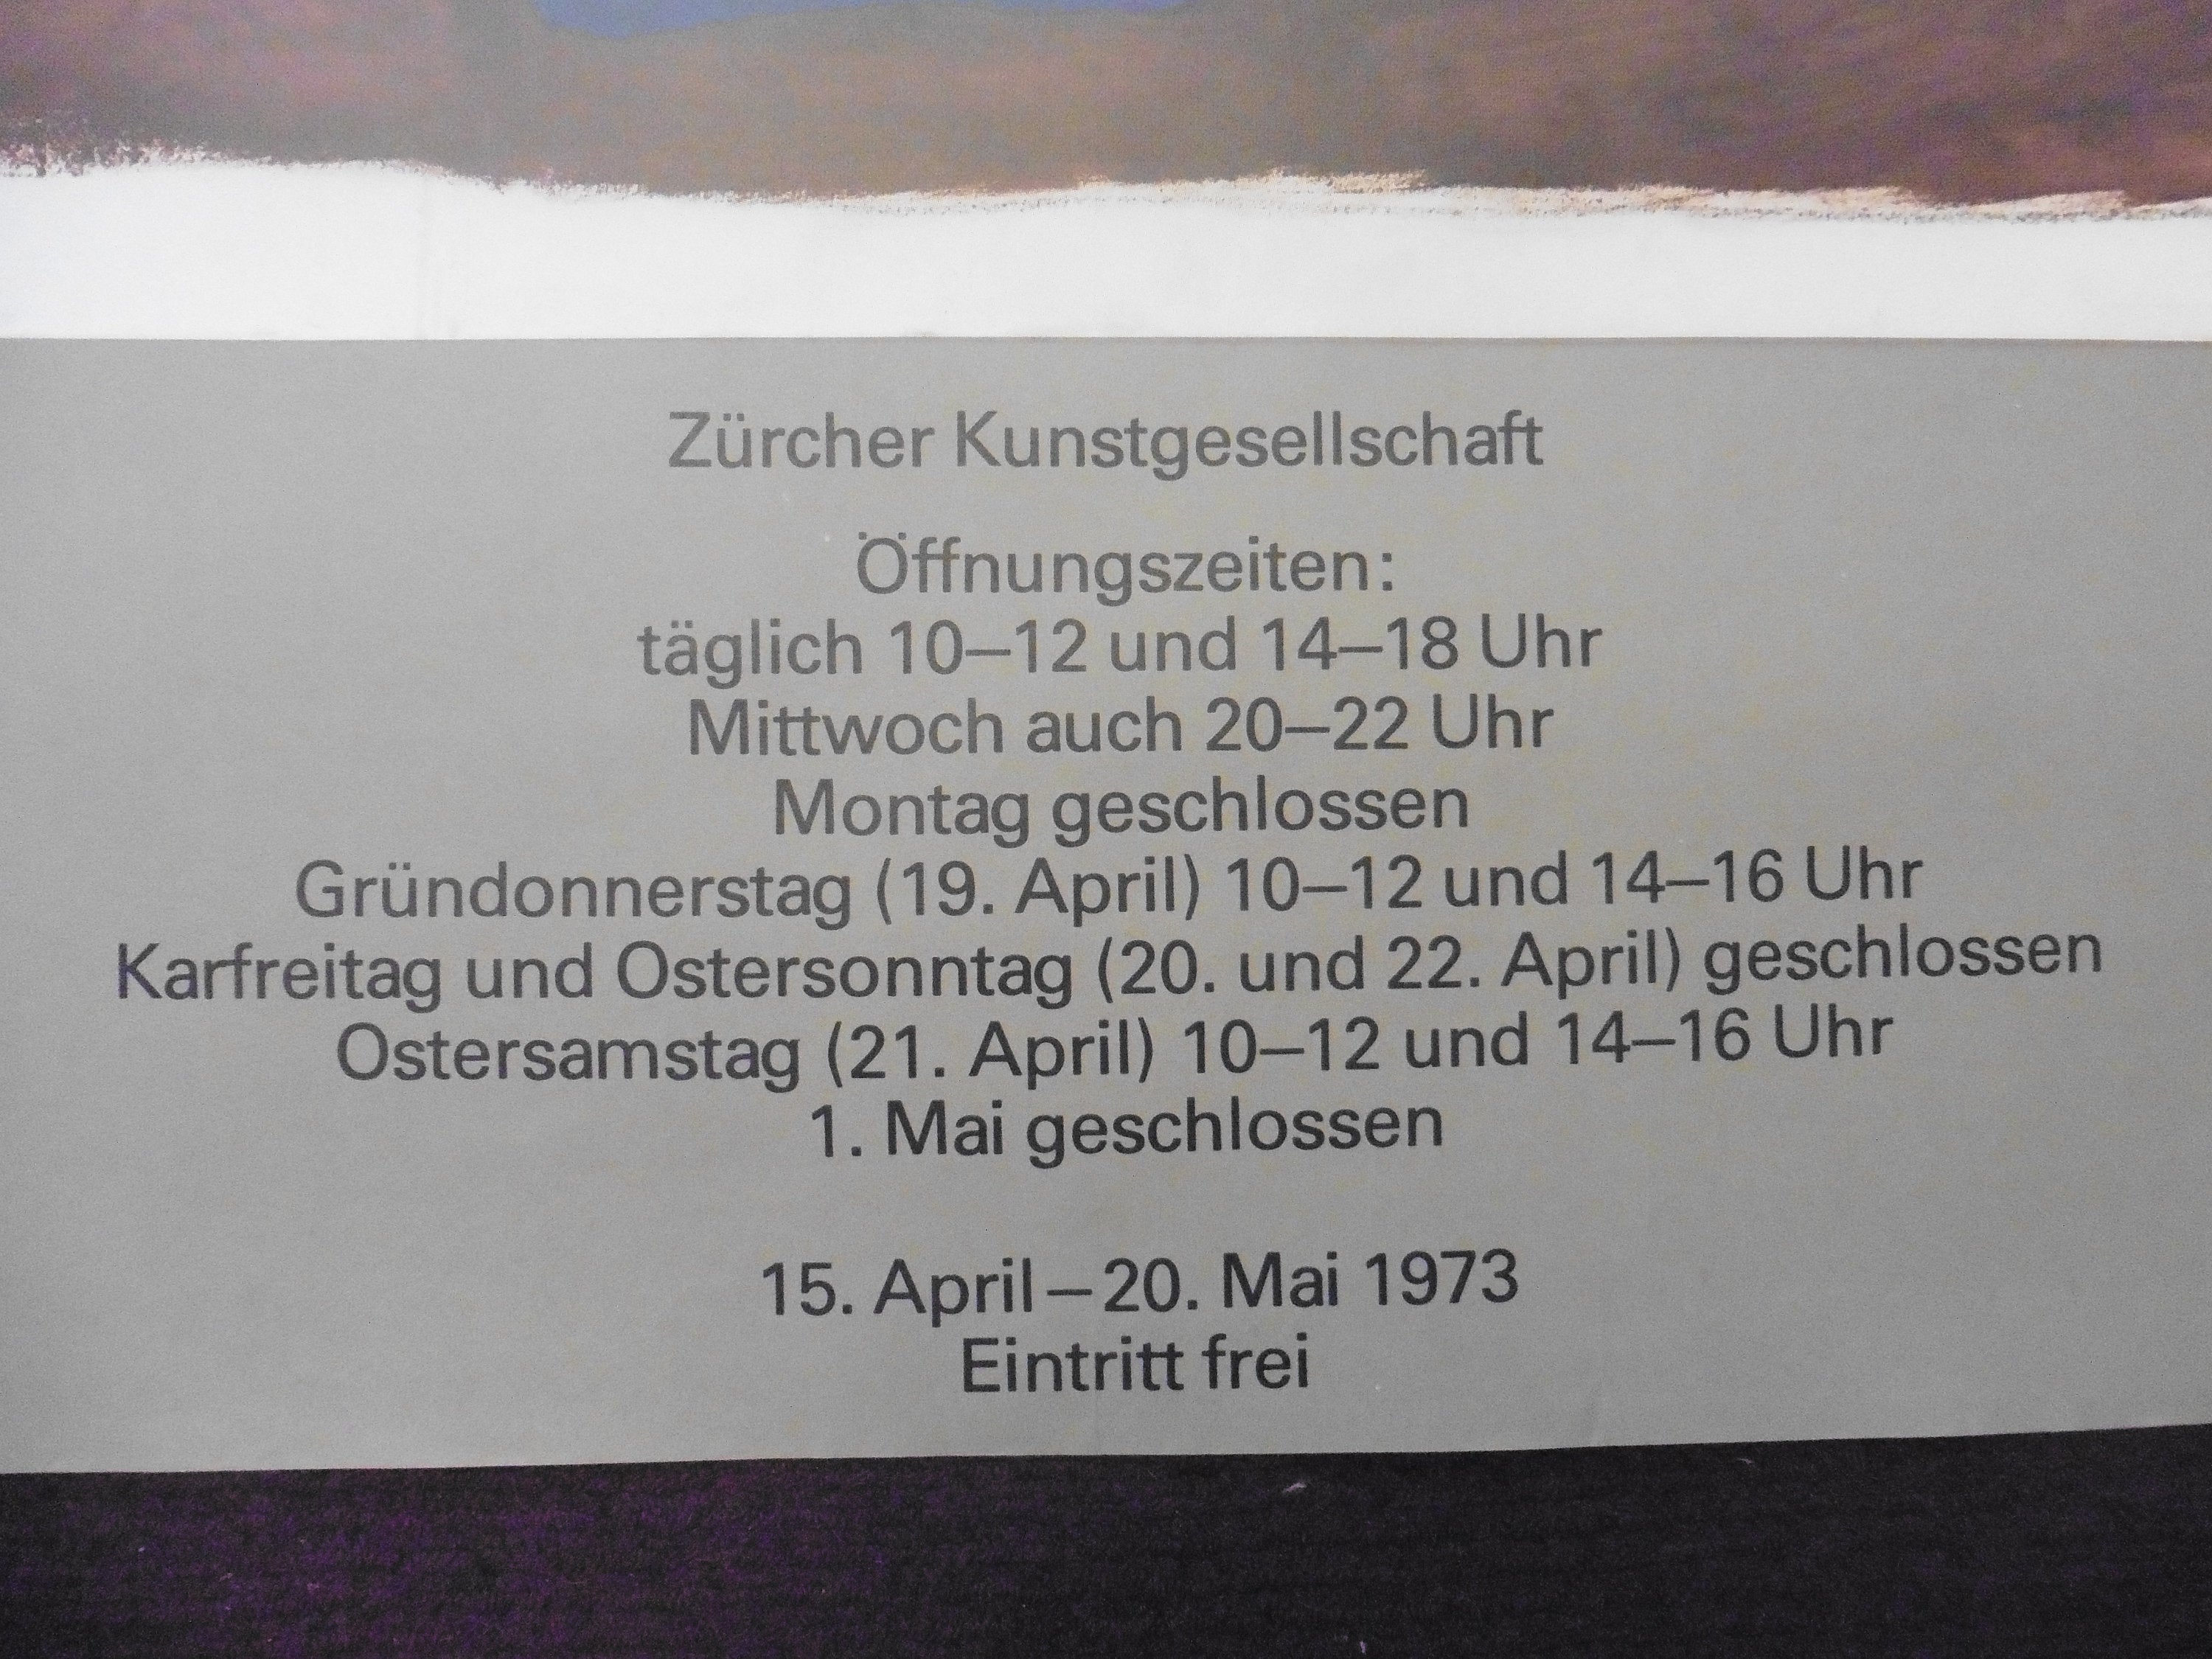 Zürcher Kunstgesellschaft
Öffnungszeiten:
täglich 10–12 und 14–18 Uhr
Mittwoch auch 20–22 Uhr
Montag geschlossen
Gründonnerstag (19. April) 10–12 und 14–16 Uhr
Karfreitag und Ostersonntag (20. und 22. April) geschlossen
Ostersamstag (21. April) 10–12 und 14–16 Uhr
1. Mai geschlossen
15. April – 20. Mai 1973
Eintritt frei